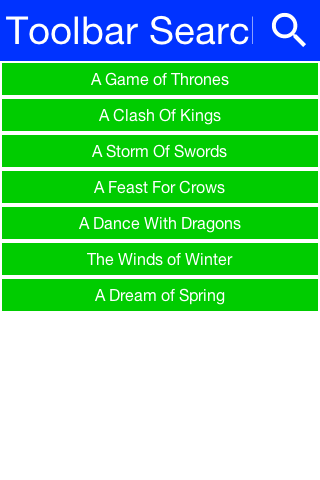 Toolbar Searc
A Game of Thrones
A Clash Of Kings
A Storm Of Swords
A Feast For Crows
A Dance With Dragons
The Winds of Winter
A Dream of Spring